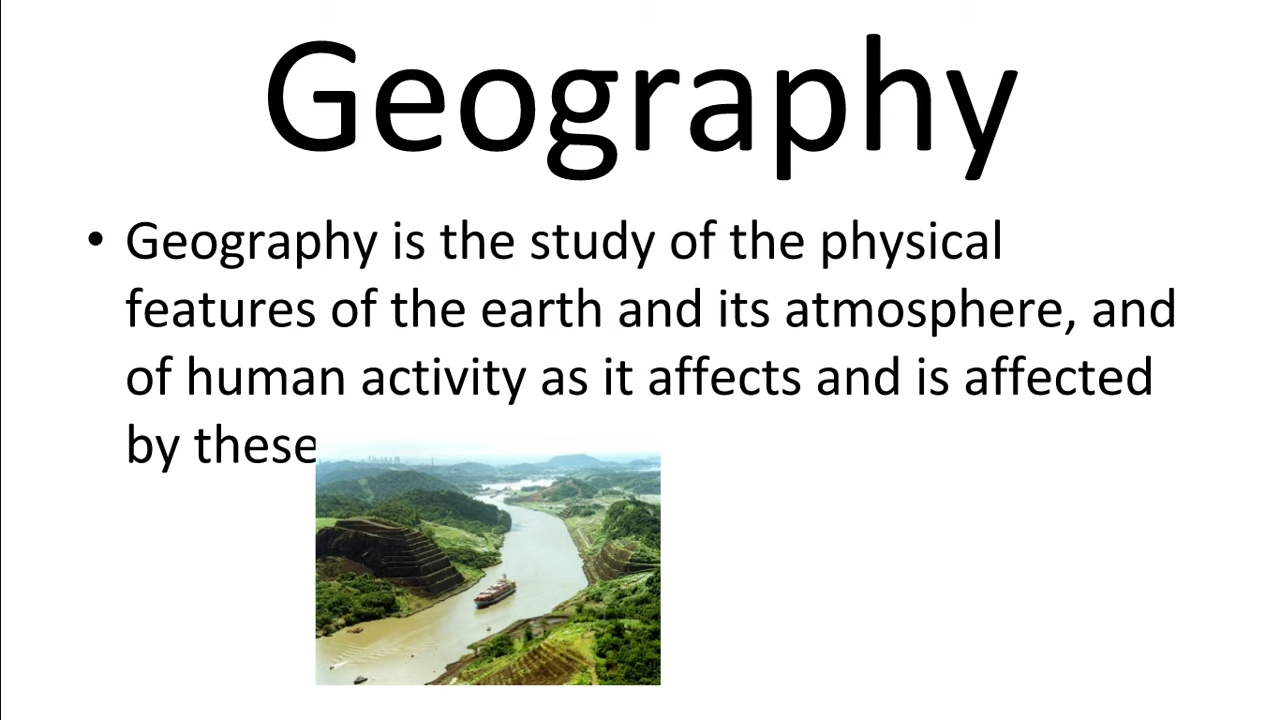 Geography
• Geography is the study of the physical
features of the earth and its atmosphere, and
of human activity as it affects and is affected
by these